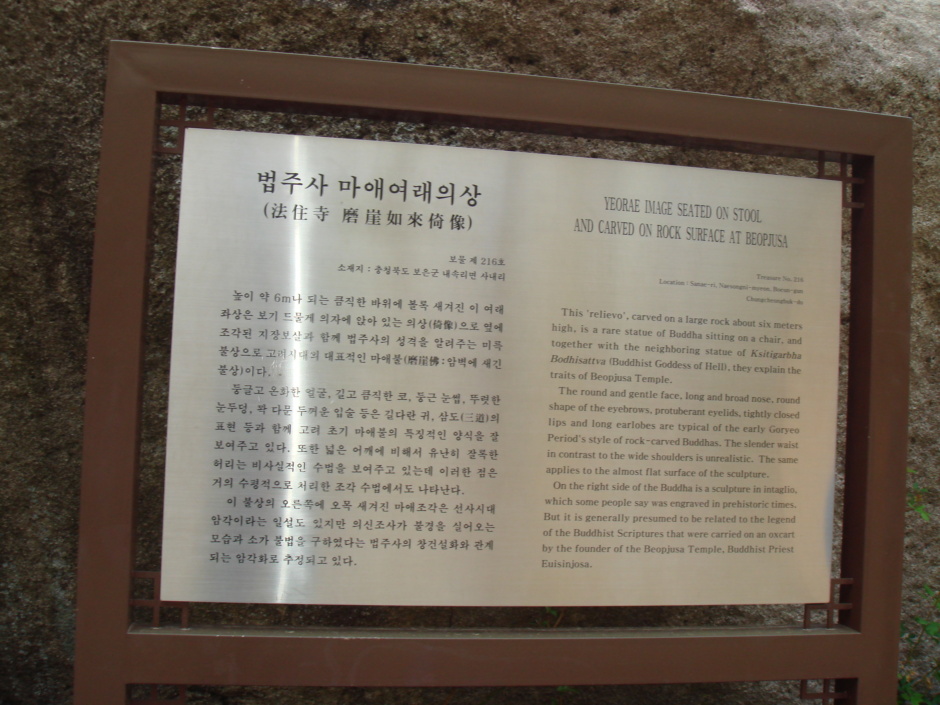 법주사 마애여래의상
(法住寺 磨崖如來倚像)
보물 제 216호
소재지 : 충청북도 보은군 내속리면 사내리
높이 약 6m나 되는 큼직한 바위에 볼록 새겨진 이 여래
좌상은 보기 드물게 의자에 앉아 있는 의상(倚像)으로 옆에
조각된 지장보살과 함께 법주사의 성격을 알려주는 미륵
불상으로 고려시대의 대표적인 마애불(磨崖佛:암벽에 새긴
불상)이다.
둥글고 온화한 얼굴, 길고 큼직한 코, 둥근 눈썹, 뚜렷한
눈두덩, 꽉 다문 두꺼운 입술 등은 길다란 귀, 삼도(三道)의
표현 등과 함께 고려 초기 마애불의 특징적인 양식을 잘
보여주고 있다. 또한 넓은 어깨에 비해서 유난히 잘록한
허리는 비사실적인 수법을 보여주고 있는데 이러한 점은
거의 수평적으로 처리한 조각 수법에서도 나타난다.
이 불상의 오른쪽에 오목 새겨진 마애조각은 선사시대
암각이라는 일설도 있지만 의신조사가 불경을 실어오는
모습과 소가 불법을 구하였다는 법주사의 창건설화와 관계
되는 암각화로 추정되고 있다.
YEORAE IMAGE SEATED ON STOOL
AND CARVED ON ROCK SURFACE AT BEOPJUSA
Treasure No. 216
Location : Sanae-ri, Naesongni-myeon, Boeun-gun
Chungcheongbuk-do
This 'relievo', carved on a large rock about six meters
high, is a rare statue of Buddha sitting on a chair, and
together with the neighboring statue of Ksitigarbha
Bodhisattva (Buddhist Goddess of Hell), they explain the
traits of Beopjusa Temple.
The round and gentle face, long and broad nose, round
shape of the eyebrows, protuberant eyelids, tightly closed
lips and long earlobes are typical of the early Goryeo
Period's style of rock-carved Buddhas. The slender waist
in contrast to the wide shoulders is unrealistic. The same
applies to the almost flat surface of the sculpture.
On the right side of the Buddha is a sculpture in intaglio,
which some people say was engraved in prehistoric times.
But it is generally presumed to be related to the legend
of the Buddhist Scriptures that were carried on an oxcart
by the founder of the Beopjusa Temple, Buddhist Priest
Euisinjosa.